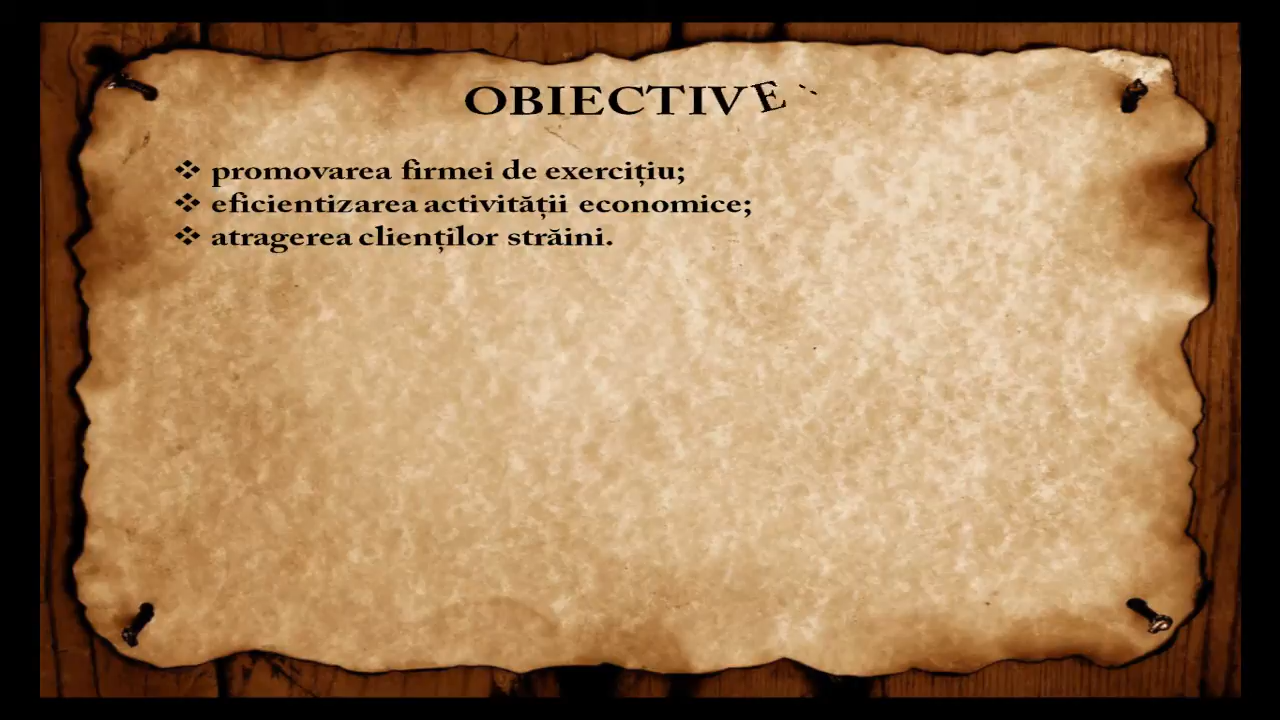 OBIECTIVE
❖ promovarea firmei de exercițiu;
❖ eficientizarea activității economice;
❖ atragerea clienților străini.